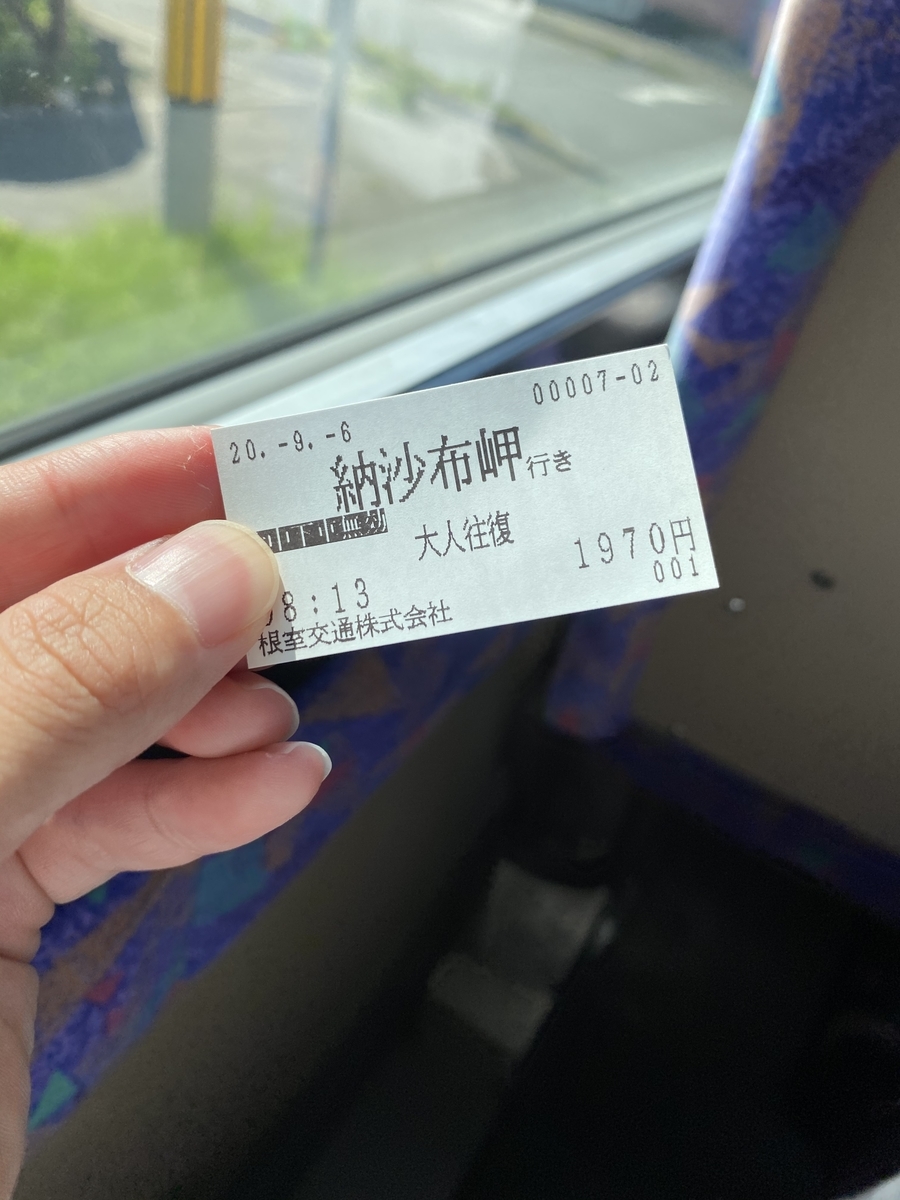 00007-02
20.-9.-6
納沙布岬行き
大人往復
1970円
8:13
001
根室交通株式会社